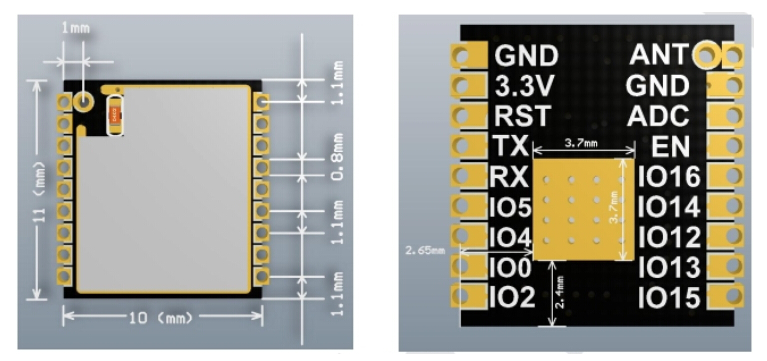 1mm
1.1mm
0.8mm
11 (mm)
1.1mm
1.1mm
10 (mm)
GND ANT
3.3V GND
RST ADC
TX 3.7mm EN
RX IO16
IO5 3.7mm IO14
IO4 IO12
2.65mm
IO0 IO13
IO2 2.4mm IO15